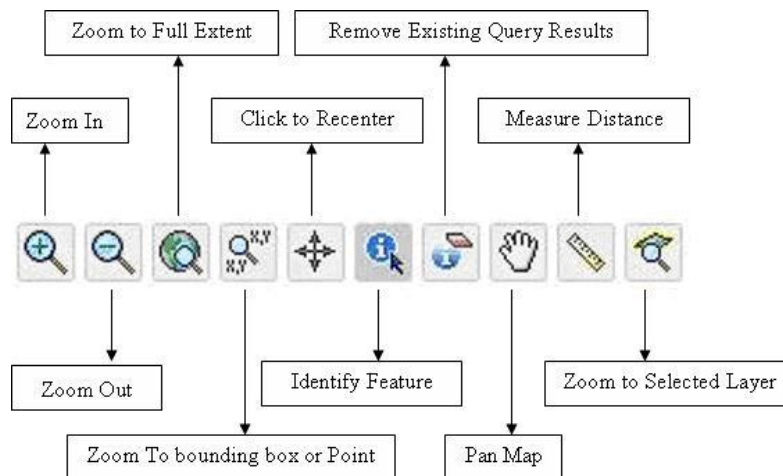 Zoom to Full Extent
Remove Existing Query Results
Zoom In
Click to Recenter
Measure Distance
X,Y
X,Y
i
i
Zoom Out
Identify Feature
Zoom to Selected Layer
Zoom To bounding box or Point
Pan Map